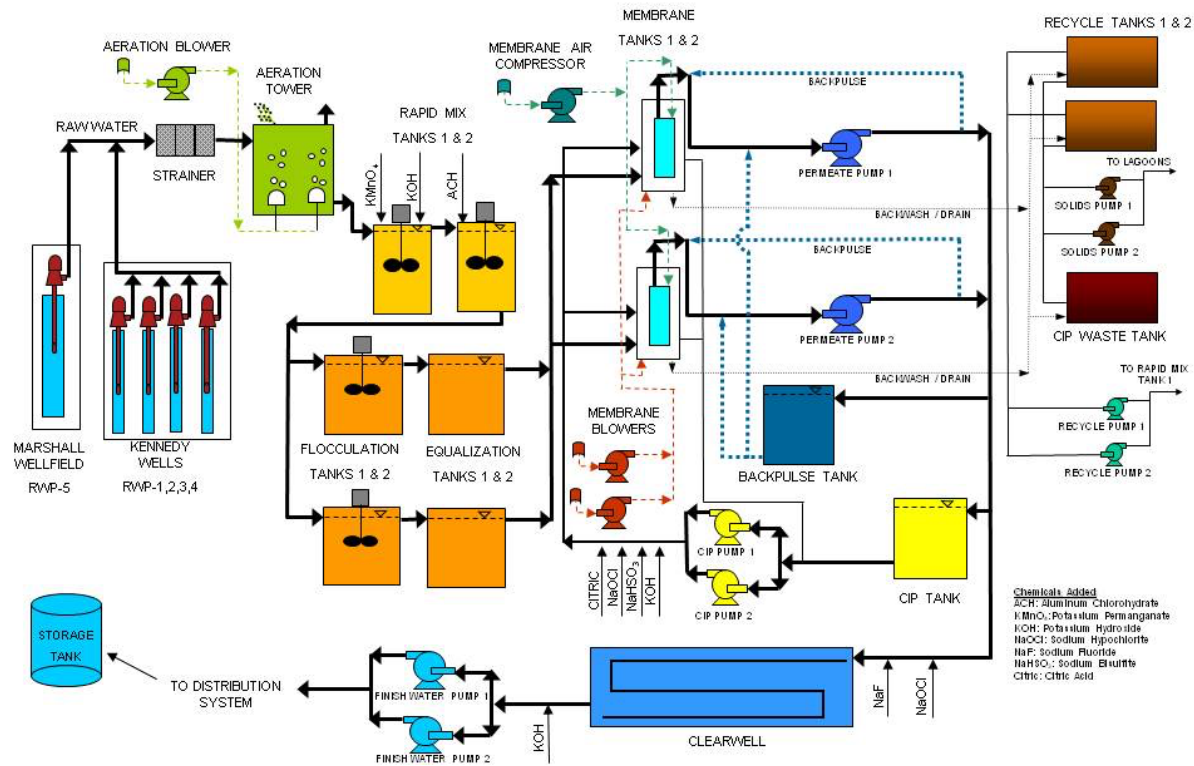 AERATION BLOWER
AERATION
TOWER
RAW WATER
STRAINER
RAPID MIX
TANKS 1 & 2
KMnO4
KOH
ACH
MEMBRANE AIR
COMPRESSOR
MEMBRANE
TANKS 1 & 2
BACKPULSE
PERMEATE PUMP 1
BACKWASH / DRAIN
BACKPULSE
PERMEATE PUMP 2
BACKWASH / DRAIN
RECYCLE TANKS 1 & 2
TO LAGOONS
SOLIDS PUMP 1
SOLIDS PUMP 2
CIP WASTE TANK
TO RAPID MIX
TANK 1
RECYCLE PUMP 1
RECYCLE PUMP 2
MARSHALL
WELLFIELD
RWP-5
KENNEDY
WELLS
RWP-1,2,3,4
FLOCCULATION
TANKS 1 & 2
EQUALIZATION
TANKS 1 & 2
MEMBRANE
BLOWERS
BACKPULSE TANK
CIP PUMP 1
CIP PUMP 2
CIP TANK
CITRIC
NaOCl
NaHSO3
KOH
Chemicals Added
ACH: Aluminum Chlorohydrate
KMnO4: Potassium Permanganate
KOH: Potassium Hydroxide
NaOCl: Sodium Hypochlorite
NaF: Sodium Fluoride
NaHSO3: Sodium Bisulfite
Citric: Citric Acid
STORAGE
TANK
TO DISTRIBUTION
SYSTEM
FINISH WATER PUMP 1
FINISH WATER PUMP 2
KOH
CLEARWELL
NaF
NaOCl